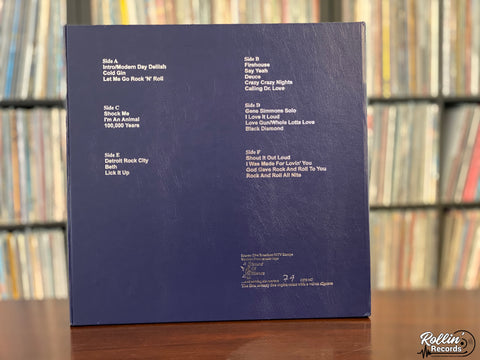 Side A
Intro/Modern Day Delilah
Cold Gin
Let Me Go Rock 'N' Roll
Side B
Firehouse
Say Yeah
Deuce
Crazy Crazy Nights
Calling Dr. Love
Side C
Shock Me
I'm An Animal
100,000 Years
Side D
Gene Simmons Solo
I Love It Loud
Love Gun/Whole Lotta Love
Black Diamond
Side E
Detroit Rock City
Beth
Lick It Up
Side F
Shout It Out Loud
I Was Made For Lovin' You
God Gave Rock And Roll To You
Rock And Roll All Nite
Rollin' Records